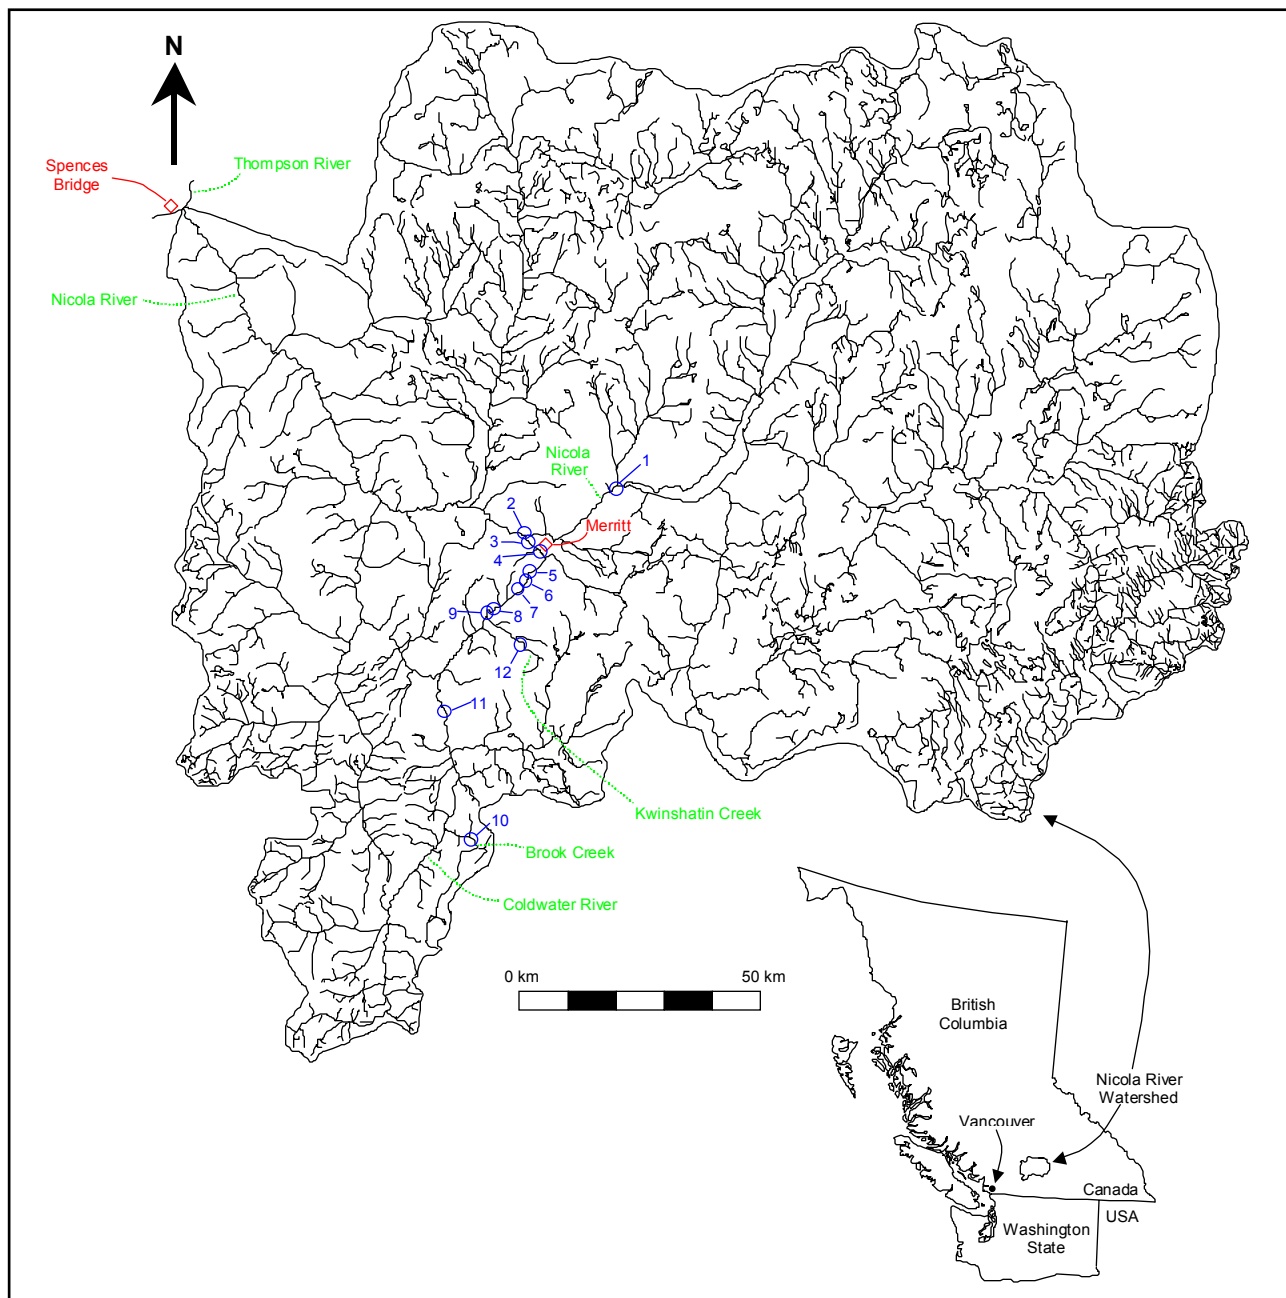 N
Spences
Bridge
Thompson River
Nicola River
Nicola
River
1
2
Merritt
3
4
5
6
7
8
9
12
11
10
Kwinshatin Creek
Brook Creek
Coldwater River
0 km
50 km
British
Columbia
Nicola River
Watershed
Vancouver
Canada
USA
Washington
State